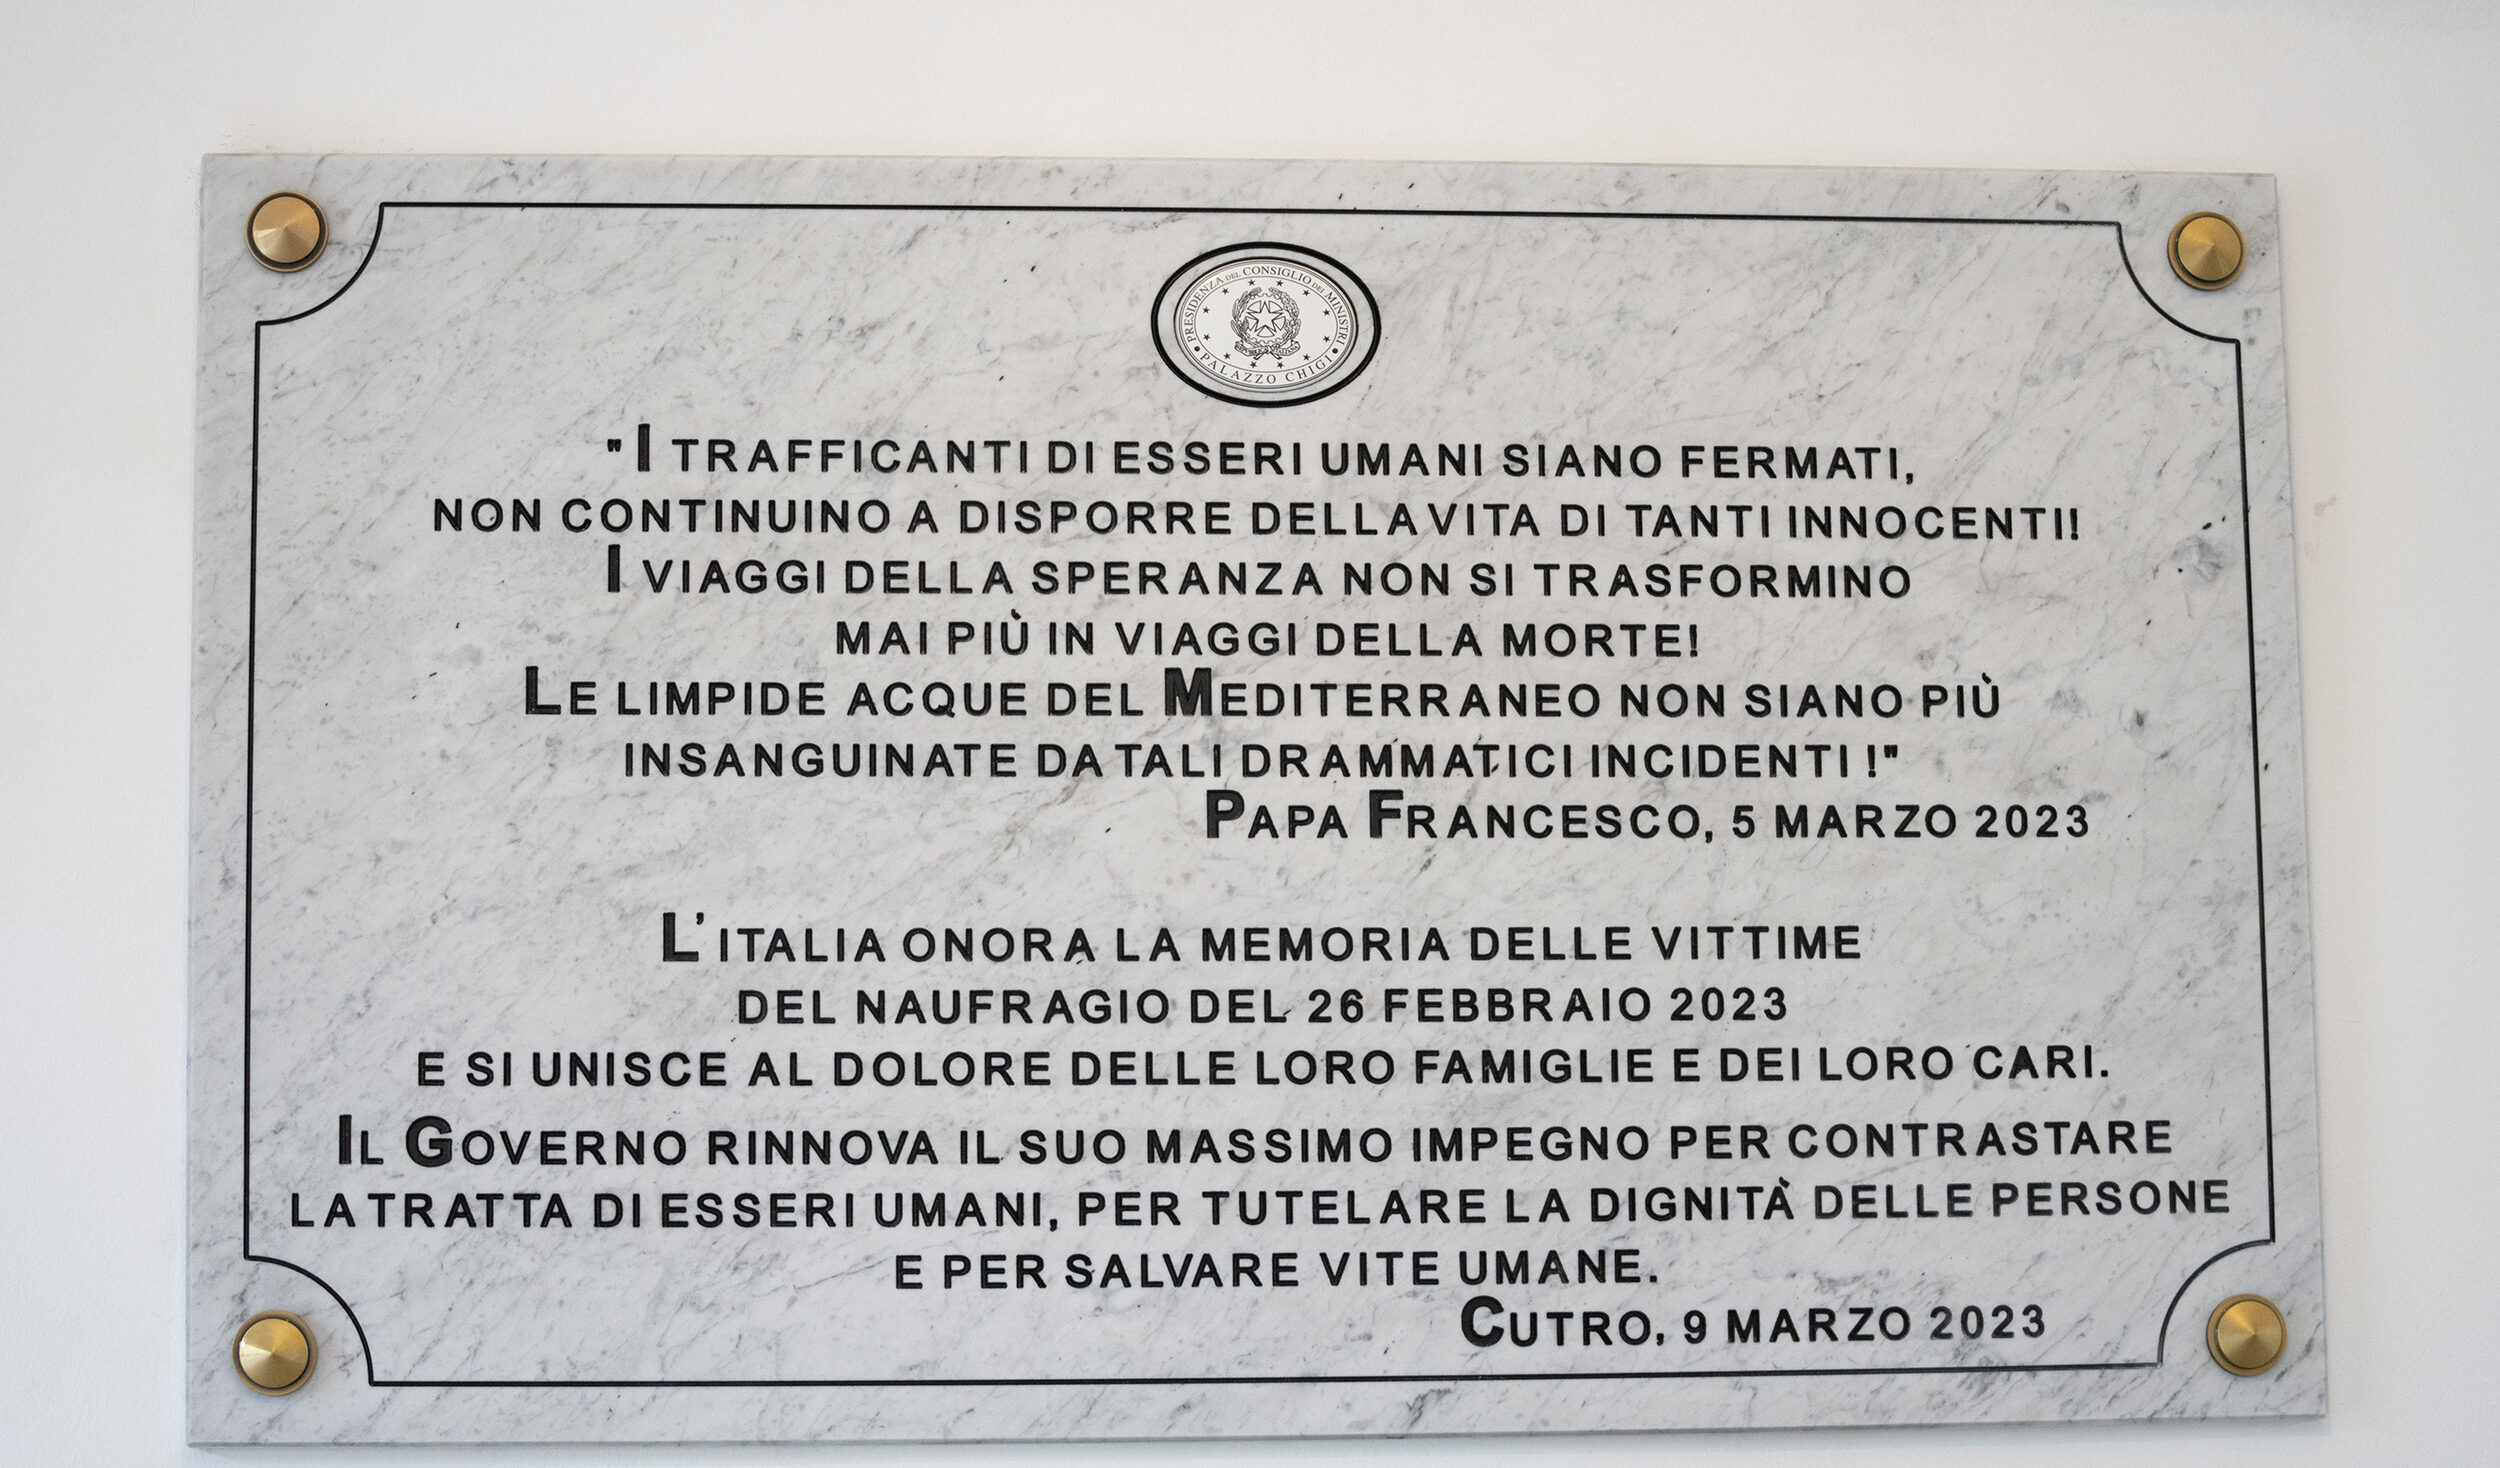 PRESIDENZA DEL CONSIGLIO DEI MINISTRI
PALAZZO CHIGI
"I TRAFFICANTI DI ESSERI UMANI SIANO FERMATI,
NON CONTINUINO A DISPORRE DELLA VITA DI TANTI INNOCENTI!
I VIAGGI DELLA SPERANZA NON SI TRASFORMINO
MAI PIÙ IN VIAGGI DELLA MORTE!
LE LIMPIDE ACQUE DEL MEDITERRANEO NON SIANO PIÙ
INSANGUINATE DA TALI DRAMMATICI INCIDENTI !"
PAPA FRANCESCO, 5 MARZO 2023
L'ITALIA ONORA LA MEMORIA DELLE VITTIME
DEL NAUFRAGIO DEL 26 FEBBRAIO 2023
E SI UNISCE AL DOLORE DELLE LORO FAMIGLIE E DEI LORO CARI.
IL GOVERNO RINNOVA IL SUO MASSIMO IMPEGNO PER CONTRASTARE
LA TRATTA DI ESSERI UMANI, PER TUTELARE LA DIGNITÀ DELLE PERSONE
E PER SALVARE VITE UMANE.
CUTRO, 9 MARZO 2023